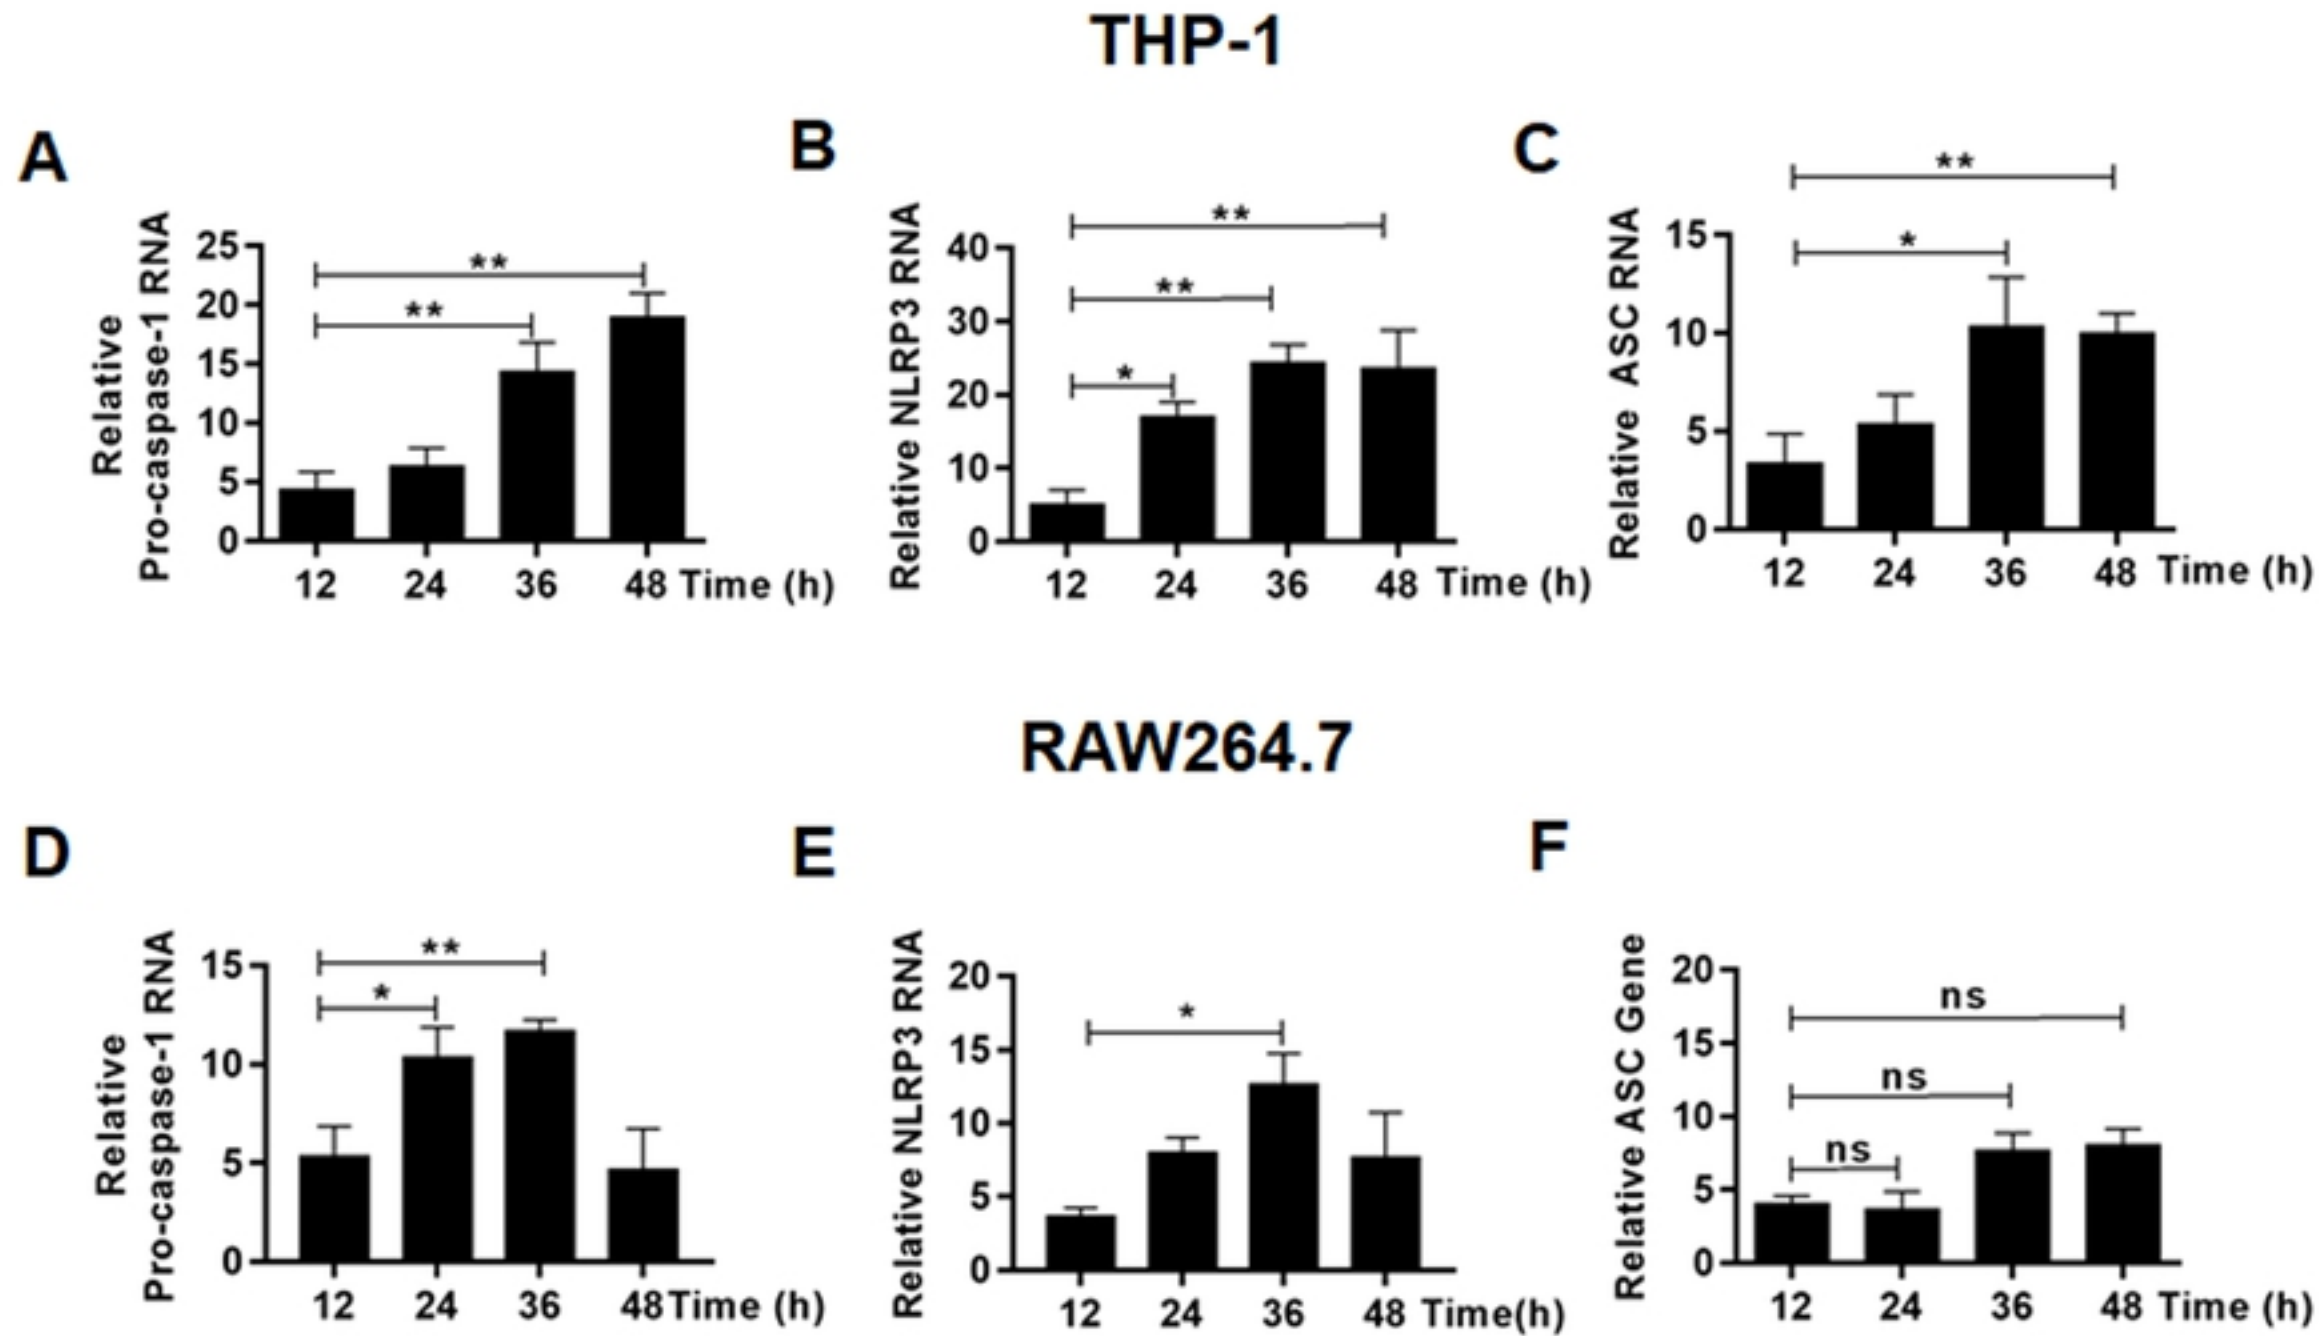 THP-1
A
Relative
Pro-caspase-1 RNA
25
20
15
10
5
0
**
**
12 24 36 48 Time (h)
B
Relative NLRP3 RNA
40
30
20
10
0
**
**
*
12 24 36 48 Time (h)
C
Relative ASC RNA
15
10
5
0
**
*
12 24 36 48 Time (h)
RAW264.7
D
Relative
Pro-caspase-1 RNA
15
10
5
0
**
*
12 24 36 48 Time (h)
E
Relative NLRP3 RNA
20
15
10
5
0
*
12 24 36 48 Time(h)
F
Relative ASC Gene
20
15
10
5
0
ns
ns
ns
12 24 36 48 Time (h)